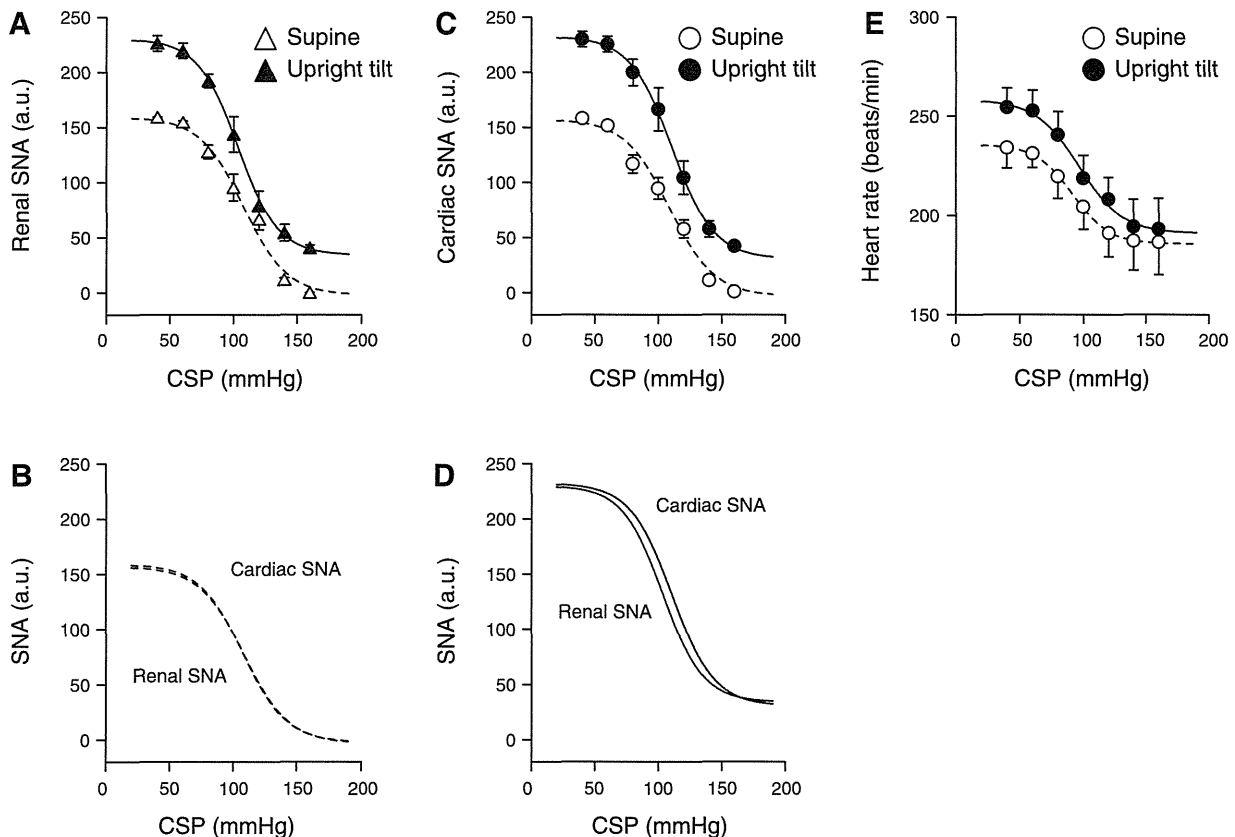 A
Renal SNA (a.u.)
250
200
150
100
50
0
Supine
Upright tilt
0 50 100 150 200
CSP (mmHg)
C
Cardiac SNA (a.u.)
250
200
150
100
50
0
Supine
Upright tilt
0 50 100 150 200
CSP (mmHg)
E
Heart rate (beats/min)
300
250
200
150
Supine
Upright tilt
0 50 100 150 200
CSP (mmHg)
B
SNA (a.u.)
250
200
150
100
50
0
Cardiac SNA
Renal SNA
0 50 100 150 200
CSP (mmHg)
D
SNA (a.u.)
250
200
150
100
50
0
Cardiac SNA
Renal SNA
0 50 100 150 200
CSP (mmHg)